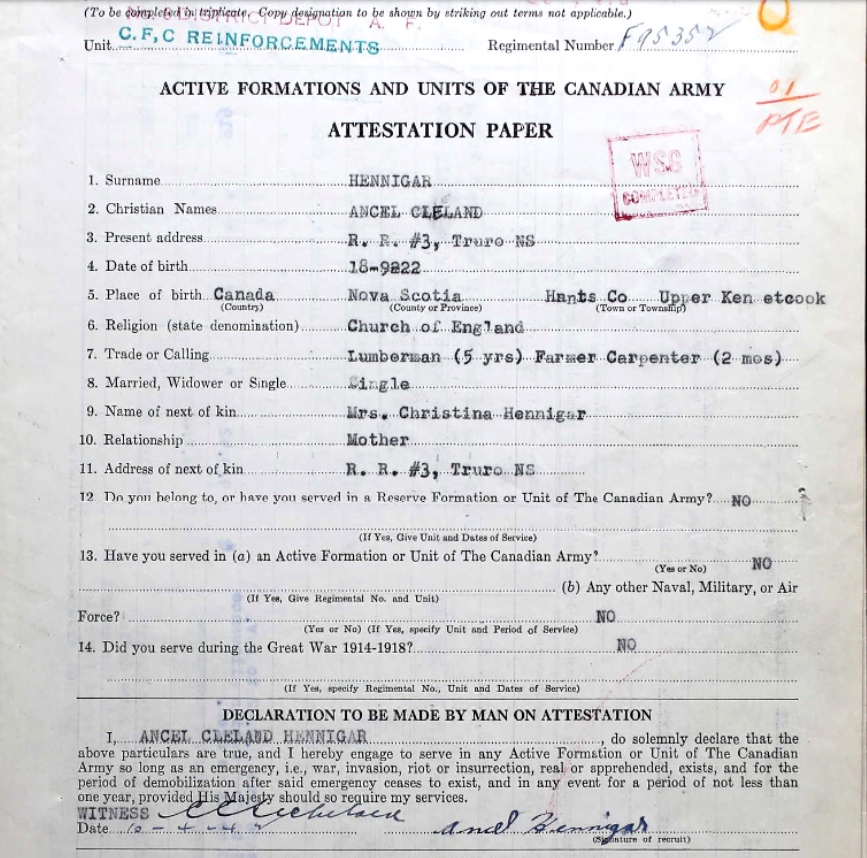 (To be completed in triplicate. Copy designation to be shown by striking out terms not applicable.)
DISTRICT DEPOT A. F.
Unit C.F.C REINFORCEMENTS Regimental Number F95352
ACTIVE FORMATIONS AND UNITS OF THE CANADIAN ARMY
01
PTE
ATTESTATION PAPER
WSG
COMPLETED
1. Surname HENNIGAR
2. Christian Names ANCEL CLELAND
3. Present address R. R. #3, Truro NS
4. Date of birth 18-9222
5. Place of birth Canada Nova Scotia Hants Co Upper Ken etcook
(Country) (County or Province) (Town or Township)
6. Religion (state denomination) Church of England
7. Trade or Calling Lumberman (5 yrs) Farmer Carpenter (2 mos)
8. Married, Widower or Single Single
9. Name of next of kin Mrs. Christina Hennigar
10. Relationship Mother
11. Address of next of kin R. R. #3, Truro NS
12. Do you belong to, or have you served in a Reserve Formation or Unit of The Canadian Army? NO
(If Yes, Give Unit and Dates of Service)
13. Have you served in (a) an Active Formation or Unit of The Canadian Army? NO
(Yes or No)
(b) Any other Naval, Military, or Air
(If Yes, Give Regimental No. and Unit)
Force? NO
(Yes or No) (If Yes, specify Unit and Period of Service)
14. Did you serve during the Great War 1914-1918? NO
(If Yes, specify Regimental No., Unit and Dates of Service)
DECLARATION TO BE MADE BY MAN ON ATTESTATION
I, ANCEL CLELAND HENNIGAR, do solemnly declare that the
above particulars are true, and I hereby engage to serve in any Active Formation or Unit of The Canadian
Army so long as an emergency, i.e., war, invasion, riot or insurrection, real or apprehended, exists, and for the
period of demobilization after said emergency ceases to exist, and in any event for a period of not less than
one year, provided His Majesty should so require my services.
WITNESS
Date 10-4-42 Ancel Hennigar
(Signature of recruit)